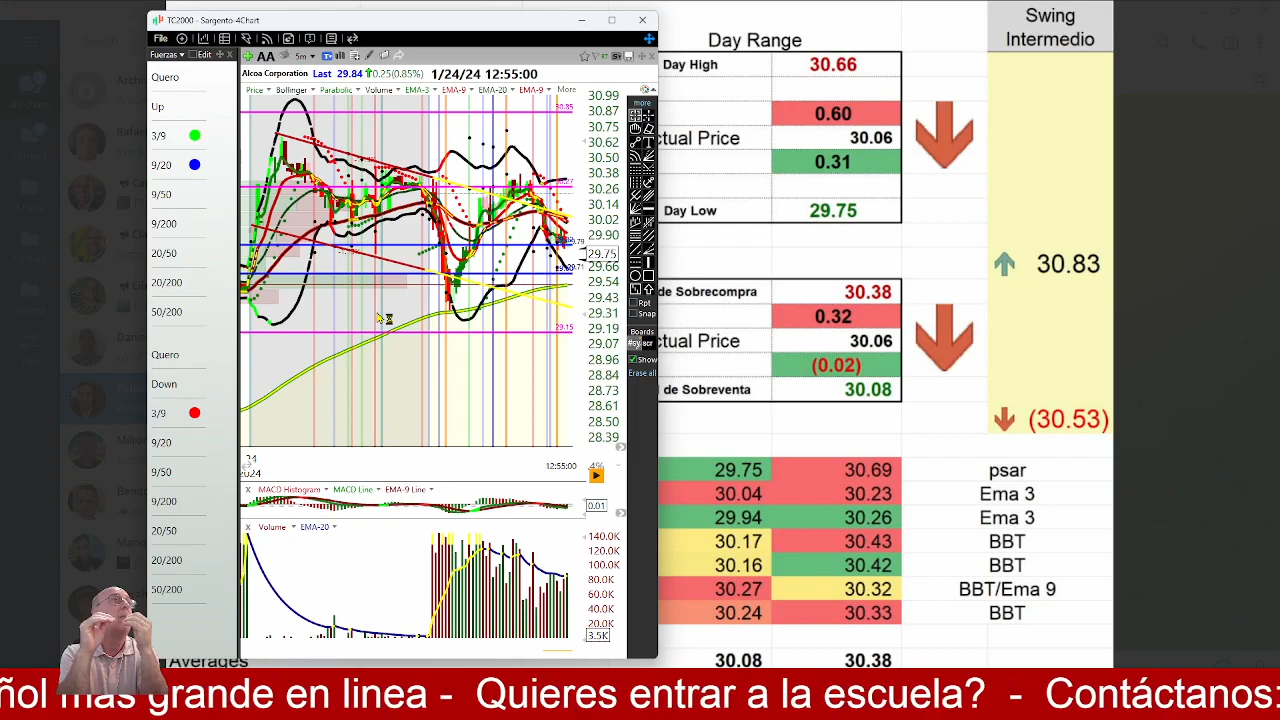 TC2000 - Sargento-4Chart
File
Fuerzas Edit
Quero
Up
3/9
9/20
9/50
9/200
20/50
20/200
50/200
Quero
Down
3/9
9/20
9/50
9/200
20/50
20/200
50/200
AA 5m
Alcoa Corporation Last 29.84 0.25(0.85%) 1/24/24 12:55:00
Price Bollinger Parabolic Volume EMA-3 EMA-9 EMA-20 EMA-9 More
30.99
30.87
30.75
30.62
30.50
30.38
30.26
30.14
30.02
29.90
29.75
29.66
29.54
29.43
29.31
29.19
29.07
28.96
28.84
28.73
28.61
28.50
28.39
30.85
30.27
29.15
more
Rpt
Snap
Boards
Show
Erase all
2024
12:55:00
4%
X MACD Histogram MACD Line EMA-9 Line
0.01
X Volume EMA-20
140.0K
120.0K
100.0K
80.0K
60.0K
40.0K
20.0K
3.5K
Day Range
Day High 30.66
0.60
ctual Price 30.06
0.31
Day Low 29.75
de Sobrecompra 30.38
0.32
ctual Price 30.06
(0.02)
l de Sobreventa 30.08
Swing
Intermedio
30.83
(30.53)
29.75 30.69 psar
30.04 30.23 Ema 3
29.94 30.26 Ema 3
30.17 30.43 BBT
30.16 30.42 BBT
30.27 30.32 BBT/Ema 9
30.24 30.33 BBT
Averages 30.08 30.38
ñol más grande en linea - Quieres entrar a la escuela? - Contáctanos: